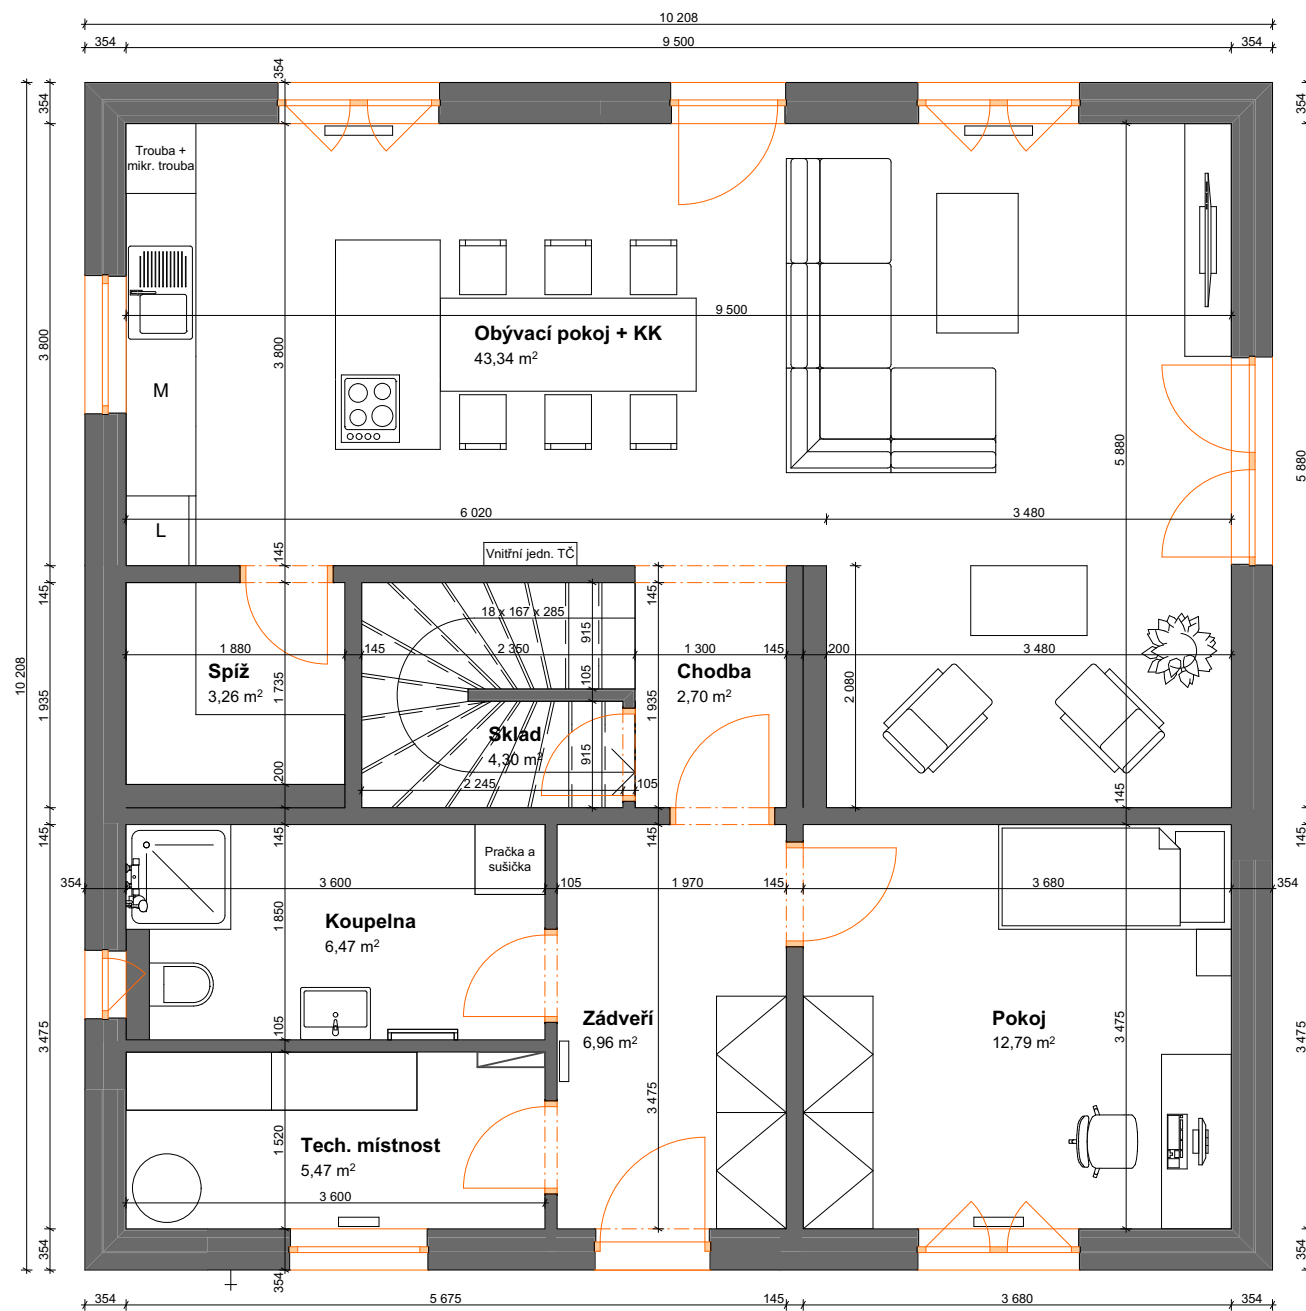 10 208
354
9 500
354
354
354
354
Trouba +
mikr. trouba
9 500
Obývací pokoj + KK
43,34 m²
3 800
3 800
M
5 880
5 880
6 020
3 480
L
145
Vnitřní jedn. TČ
145
145
18 x 167 x 285
915
1 880
145
2 350
1 300
145
200
3 480
Spíž
3,26 m²
Chodba
2,70 m²
10 208
1 935
1 735
105
1 935
2 080
Sklad
4,30 m²
915
200
2 245
105
145
145
145
145
145
Pračka a
sušička
354
3 600
105
1 970
145
3 680
354
Koupelna
6,47 m²
1 850
Zádveří
6,96 m²
Pokoj
12,79 m²
3 475
105
3 475
3 475
3 475
Tech. místnost
5,47 m²
1 520
3 600
354
354
354
354
5 675
145
3 680
354